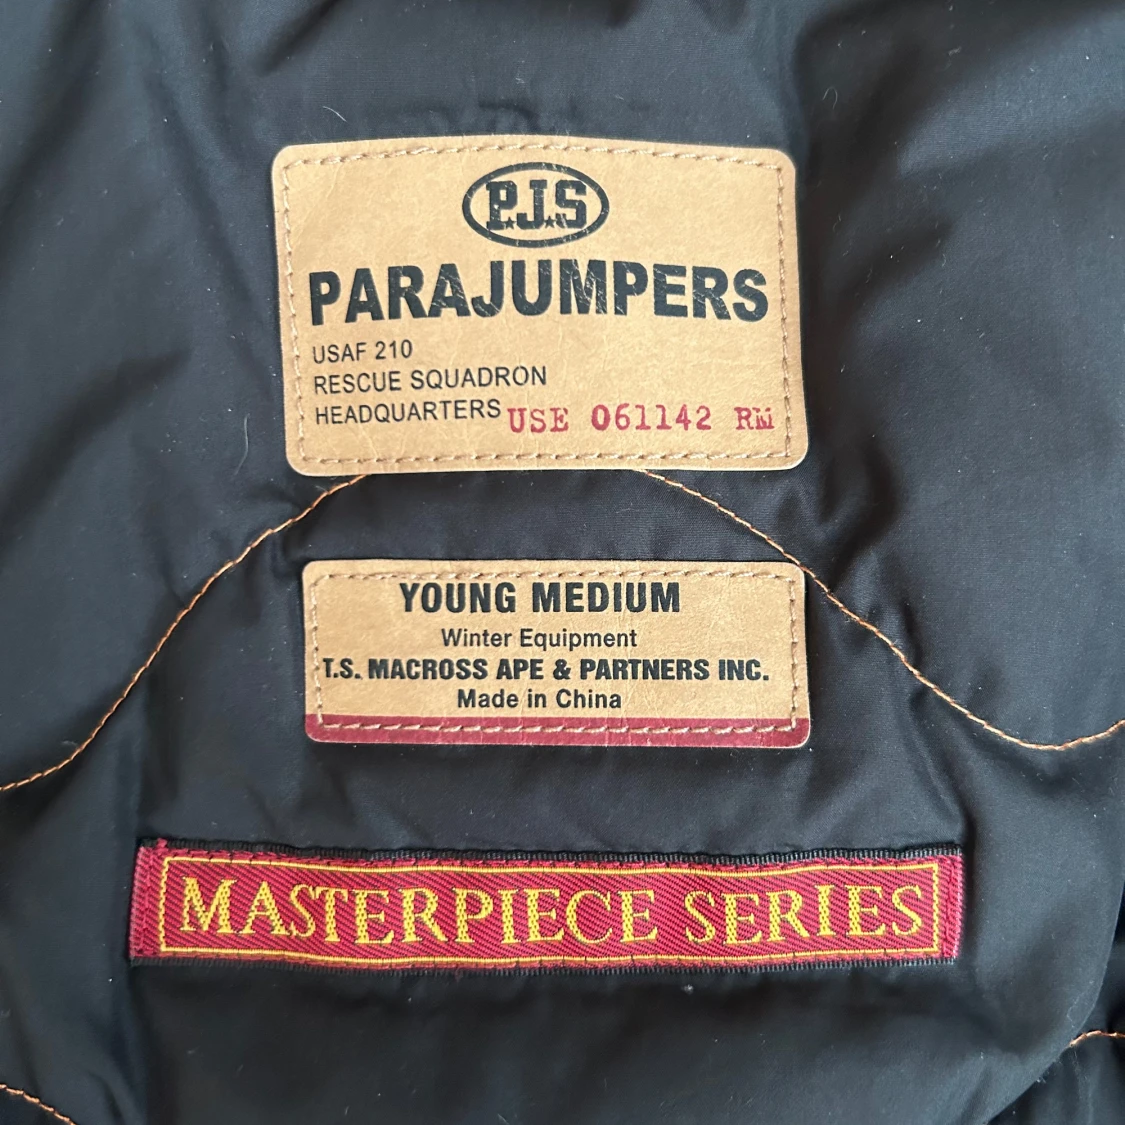 P.J.S
PARAJUMPERS
USAF 210
RESCUE SQUADRON
HEADQUARTERS USE 061142 RM
YOUNG MEDIUM
Winter Equipment
T.S. MACROSS APE & PARTNERS INC.
Made in China
MASTERPIECE SERIES